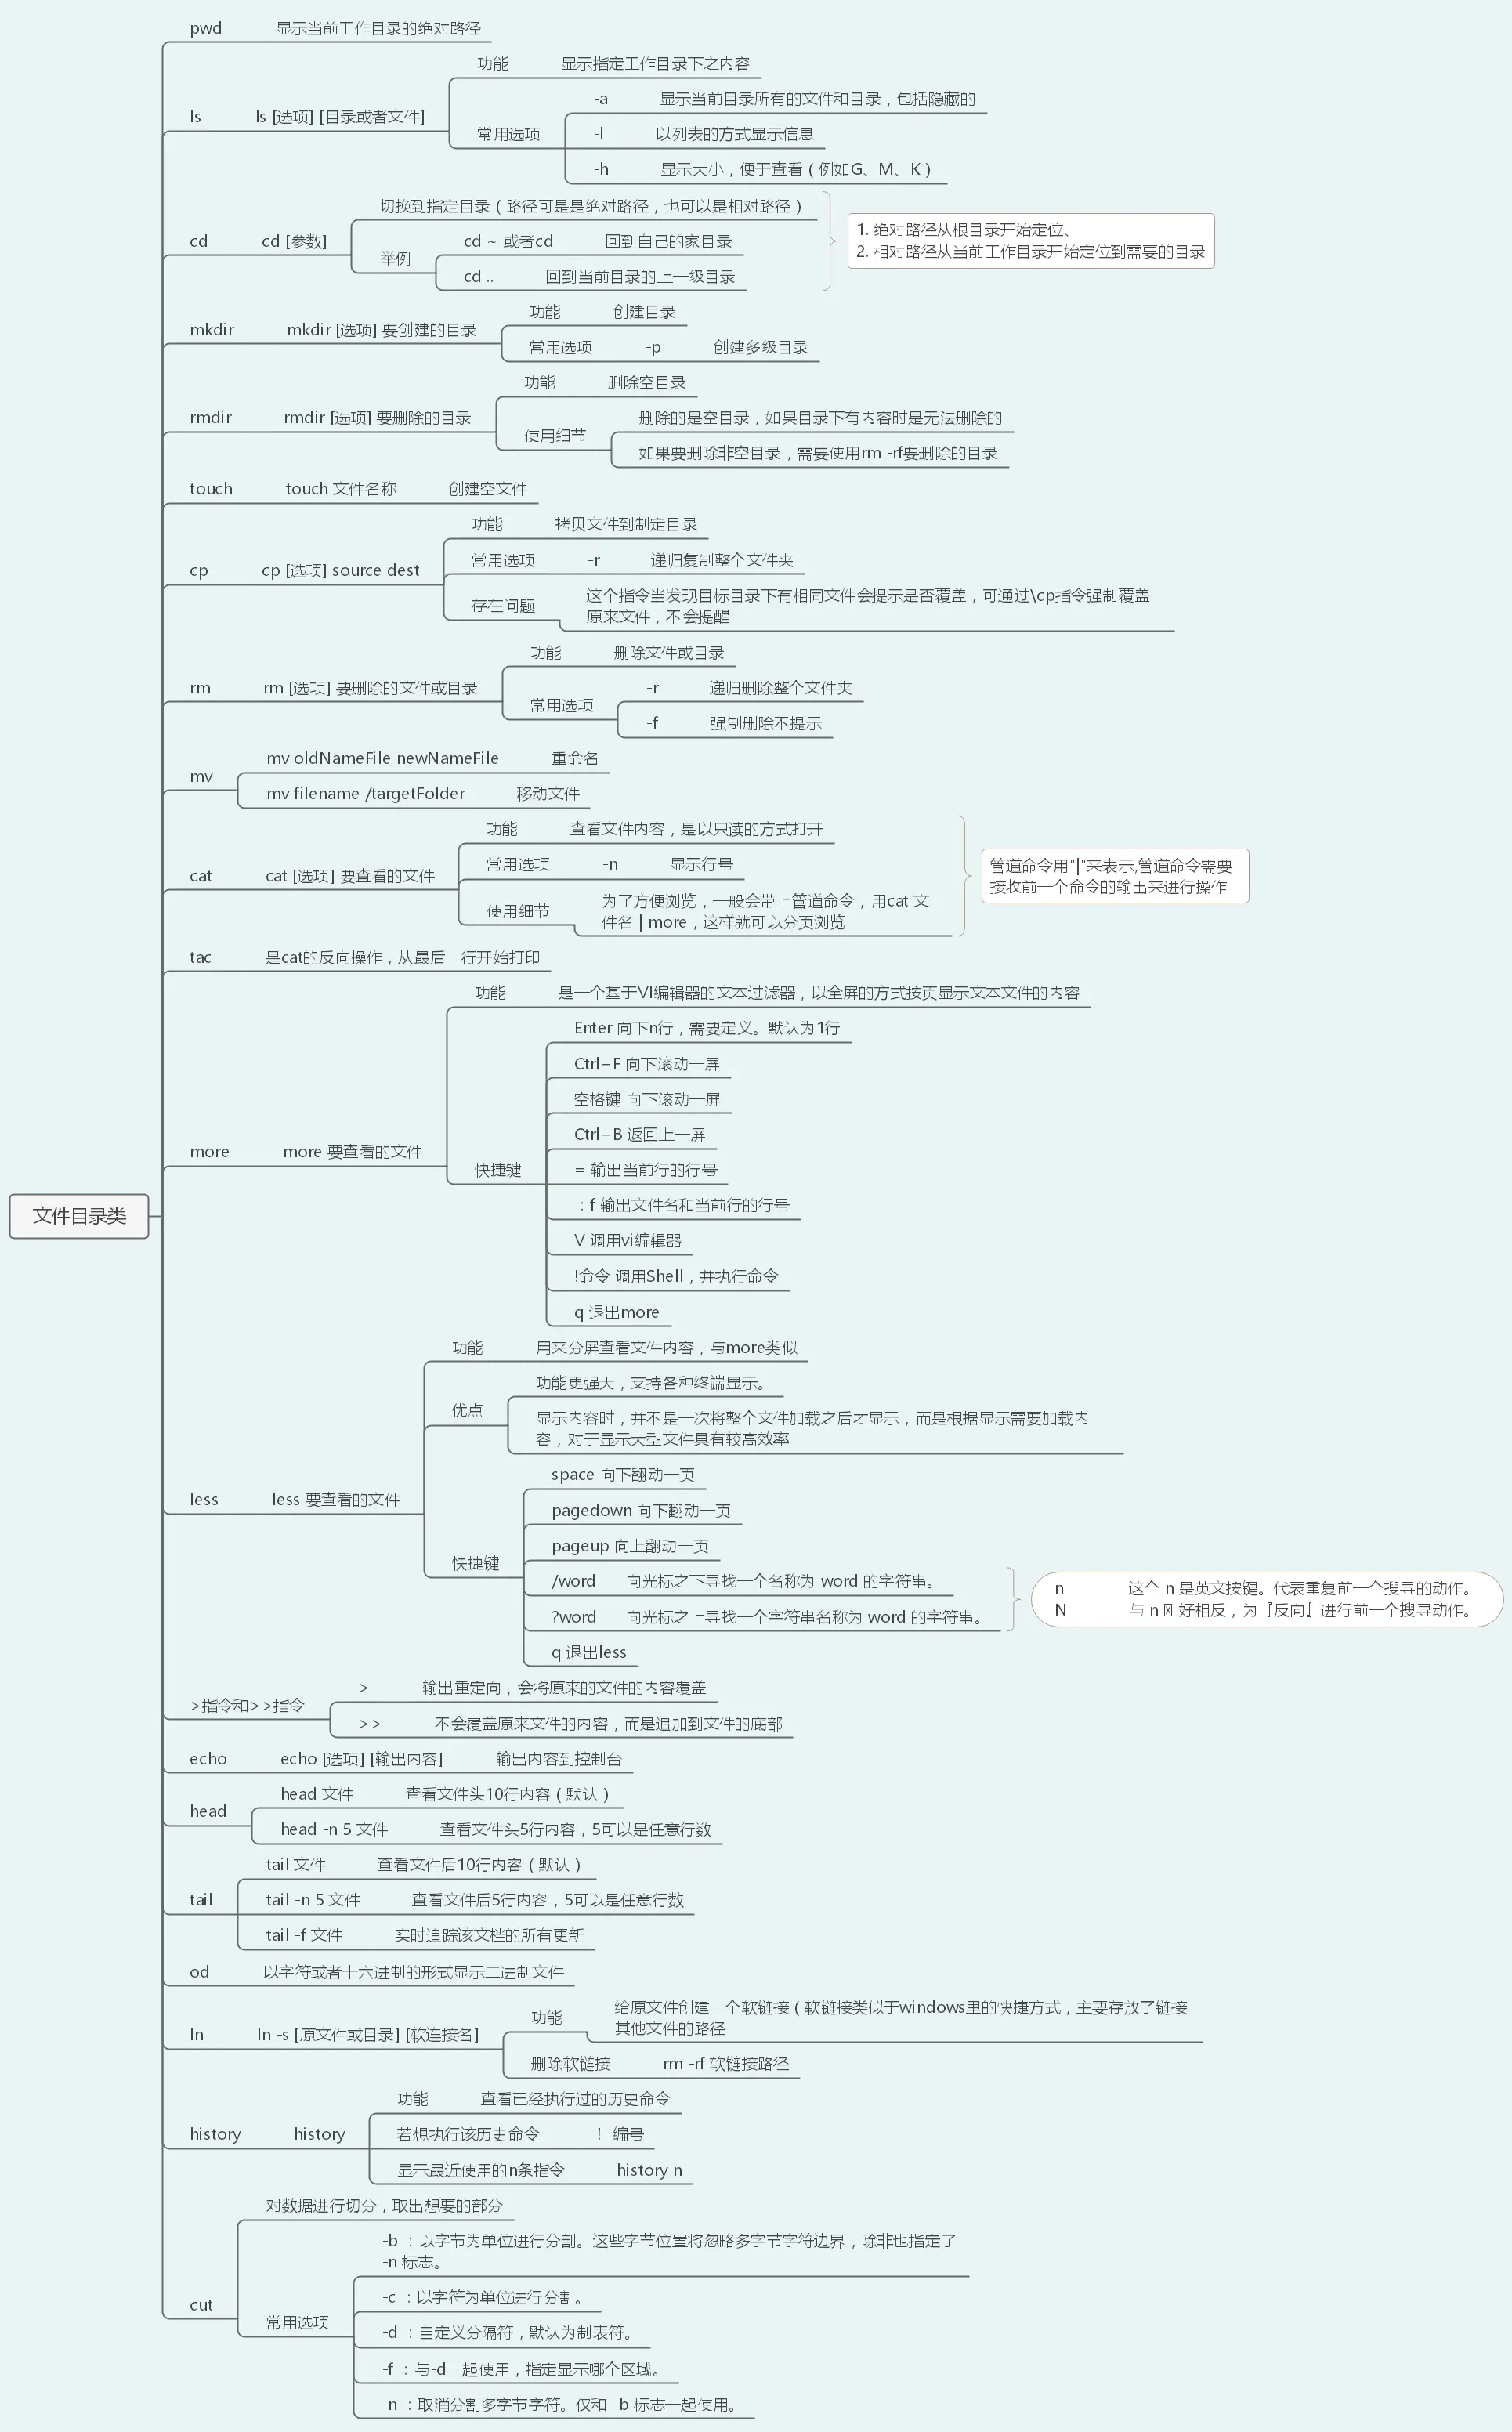 pwd 显示当前工作目录的绝对路径
功能 显示指定工作目录下之内容
-a 显示当前目录所有的文件和目录，包括隐藏的
ls ls [选项] [目录或者文件]
常用选项 -l 以列表的方式显示信息
-h 显示大小，便于查看（例如G、M、K）
切换到指定目录（路径可是是绝对路径，也可以是相对路径）
1. 绝对路径从根目录开始定位、
2. 相对路径从当前工作目录开始定位到需要的目录
cd cd [参数]
举例
cd ~ 或者cd 回到自己的家目录
cd .. 回到当前目录的上一级目录
功能 创建目录
mkdir mkdir [选项] 要创建的目录
常用选项 -p 创建多级目录
功能 删除空目录
rmdir rmdir [选项] 要删除的目录
使用细节
删除的是空目录，如果目录下有内容时是无法删除的
如果要删除非空目录，需要使用rm -rf要删除的目录
touch touch 文件名称 创建空文件
功能 拷贝文件到制定目录
常用选项 -r 递归复制整个文件夹
cp cp [选项] source dest
存在问题
这个指令当发现目标目录下有相同文件会提示是否覆盖，可通过\cp指令强制覆盖
原来文件，不会提醒
功能 删除文件或目录
rm rm [选项] 要删除的文件或目录
常用选项
-r 递归删除整个文件夹
-f 强制删除不提示
mv
mv oldNameFile newNameFile 重命名
mv filename /targetFolder 移动文件
功能 查看文件内容，是以只读的方式打开
常用选项 -n 显示行号
cat cat [选项] 要查看的文件
使用细节
为了方便浏览，一般会带上管道命令，用cat 文
件名 | more，这样就可以分页浏览
管道命令用"|"来表示,管道命令需要
接收前一个命令的输出来进行操作
tac 是cat的反向操作，从最后一行开始打印
功能 是一个基于VI编辑器的文本过滤器，以全屏的方式按页显示文本文件的内容
more more 要查看的文件
快捷键
Enter 向下n行，需要定义。默认为1行
Ctrl+F 向下滚动一屏
空格键 向下滚动一屏
Ctrl+B 返回上一屏
= 输出当前行的行号
：f 输出文件名和当前行的行号
V 调用vi编辑器
!命令 调用Shell，并执行命令
q 退出more
文件目录类
功能 用来分屏查看文件内容，与more类似
优点
功能更强大，支持各种终端显示。
显示内容时，并不是一次将整个文件加载之后才显示，而是根据显示需要加载内
容，对于显示大型文件具有较高效率
less less 要查看的文件
快捷键
space 向下翻动一页
pagedown 向下翻动一页
pageup 向上翻动一页
/word 向光标之下寻找一个名称为 word 的字符串。
?word 向光标之上寻找一个字符串名称为 word 的字符串。
q 退出less
n 这个 n 是英文按键。代表重复前一个搜寻的动作。
N 与 n 刚好相反，为『反向』进行前一个搜寻动作。
>指令和>>指令
> 输出重定向，会将原来的文件的内容覆盖
>> 不会覆盖原来文件的内容，而是追加到文件的底部
echo echo [选项] [输出内容] 输出内容到控制台
head
head 文件 查看文件头10行内容（默认）
head -n 5 文件 查看文件头5行内容，5可以是任意行数
tail
tail 文件 查看文件后10行内容（默认）
tail -n 5 文件 查看文件后5行内容，5可以是任意行数
tail -f 文件 实时追踪该文档的所有更新
od 以字符或者十六进制的形式显示二进制文件
ln ln -s [原文件或目录] [软连接名]
功能
给原文件创建一个软链接（软链接类似于windows里的快捷方式，主要存放了链接
其他文件的路径
删除软链接 rm -rf 软链接路径
history history
功能 查看已经执行过的历史命令
若想执行该历史命令 ！编号
显示最近使用的n条指令 history n
cut
对数据进行切分，取出想要的部分
常用选项
-b ：以字节为单位进行分割。这些字节位置将忽略多字节字符边界，除非也指定了
-n 标志。
-c ：以字符为单位进行分割。
-d ：自定义分隔符，默认为制表符。
-f ：与-d一起使用，指定显示哪个区域。
-n ：取消分割多字节字符。仅和 -b 标志一起使用。